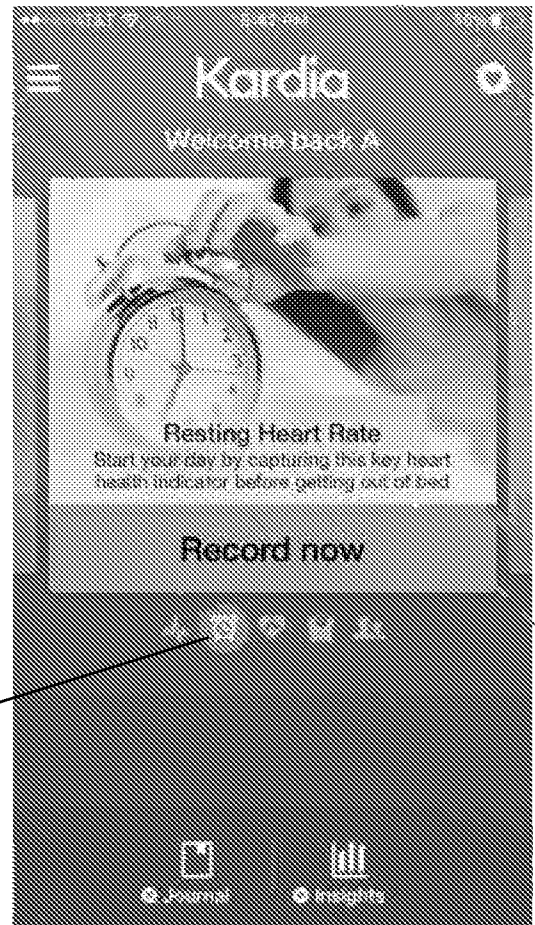 AT&T
Kardia
Welcome back A
Resting Heart Rate
Start your day by capturing this key heart
health indicator before getting out of bed
Record now
Journal
Insights